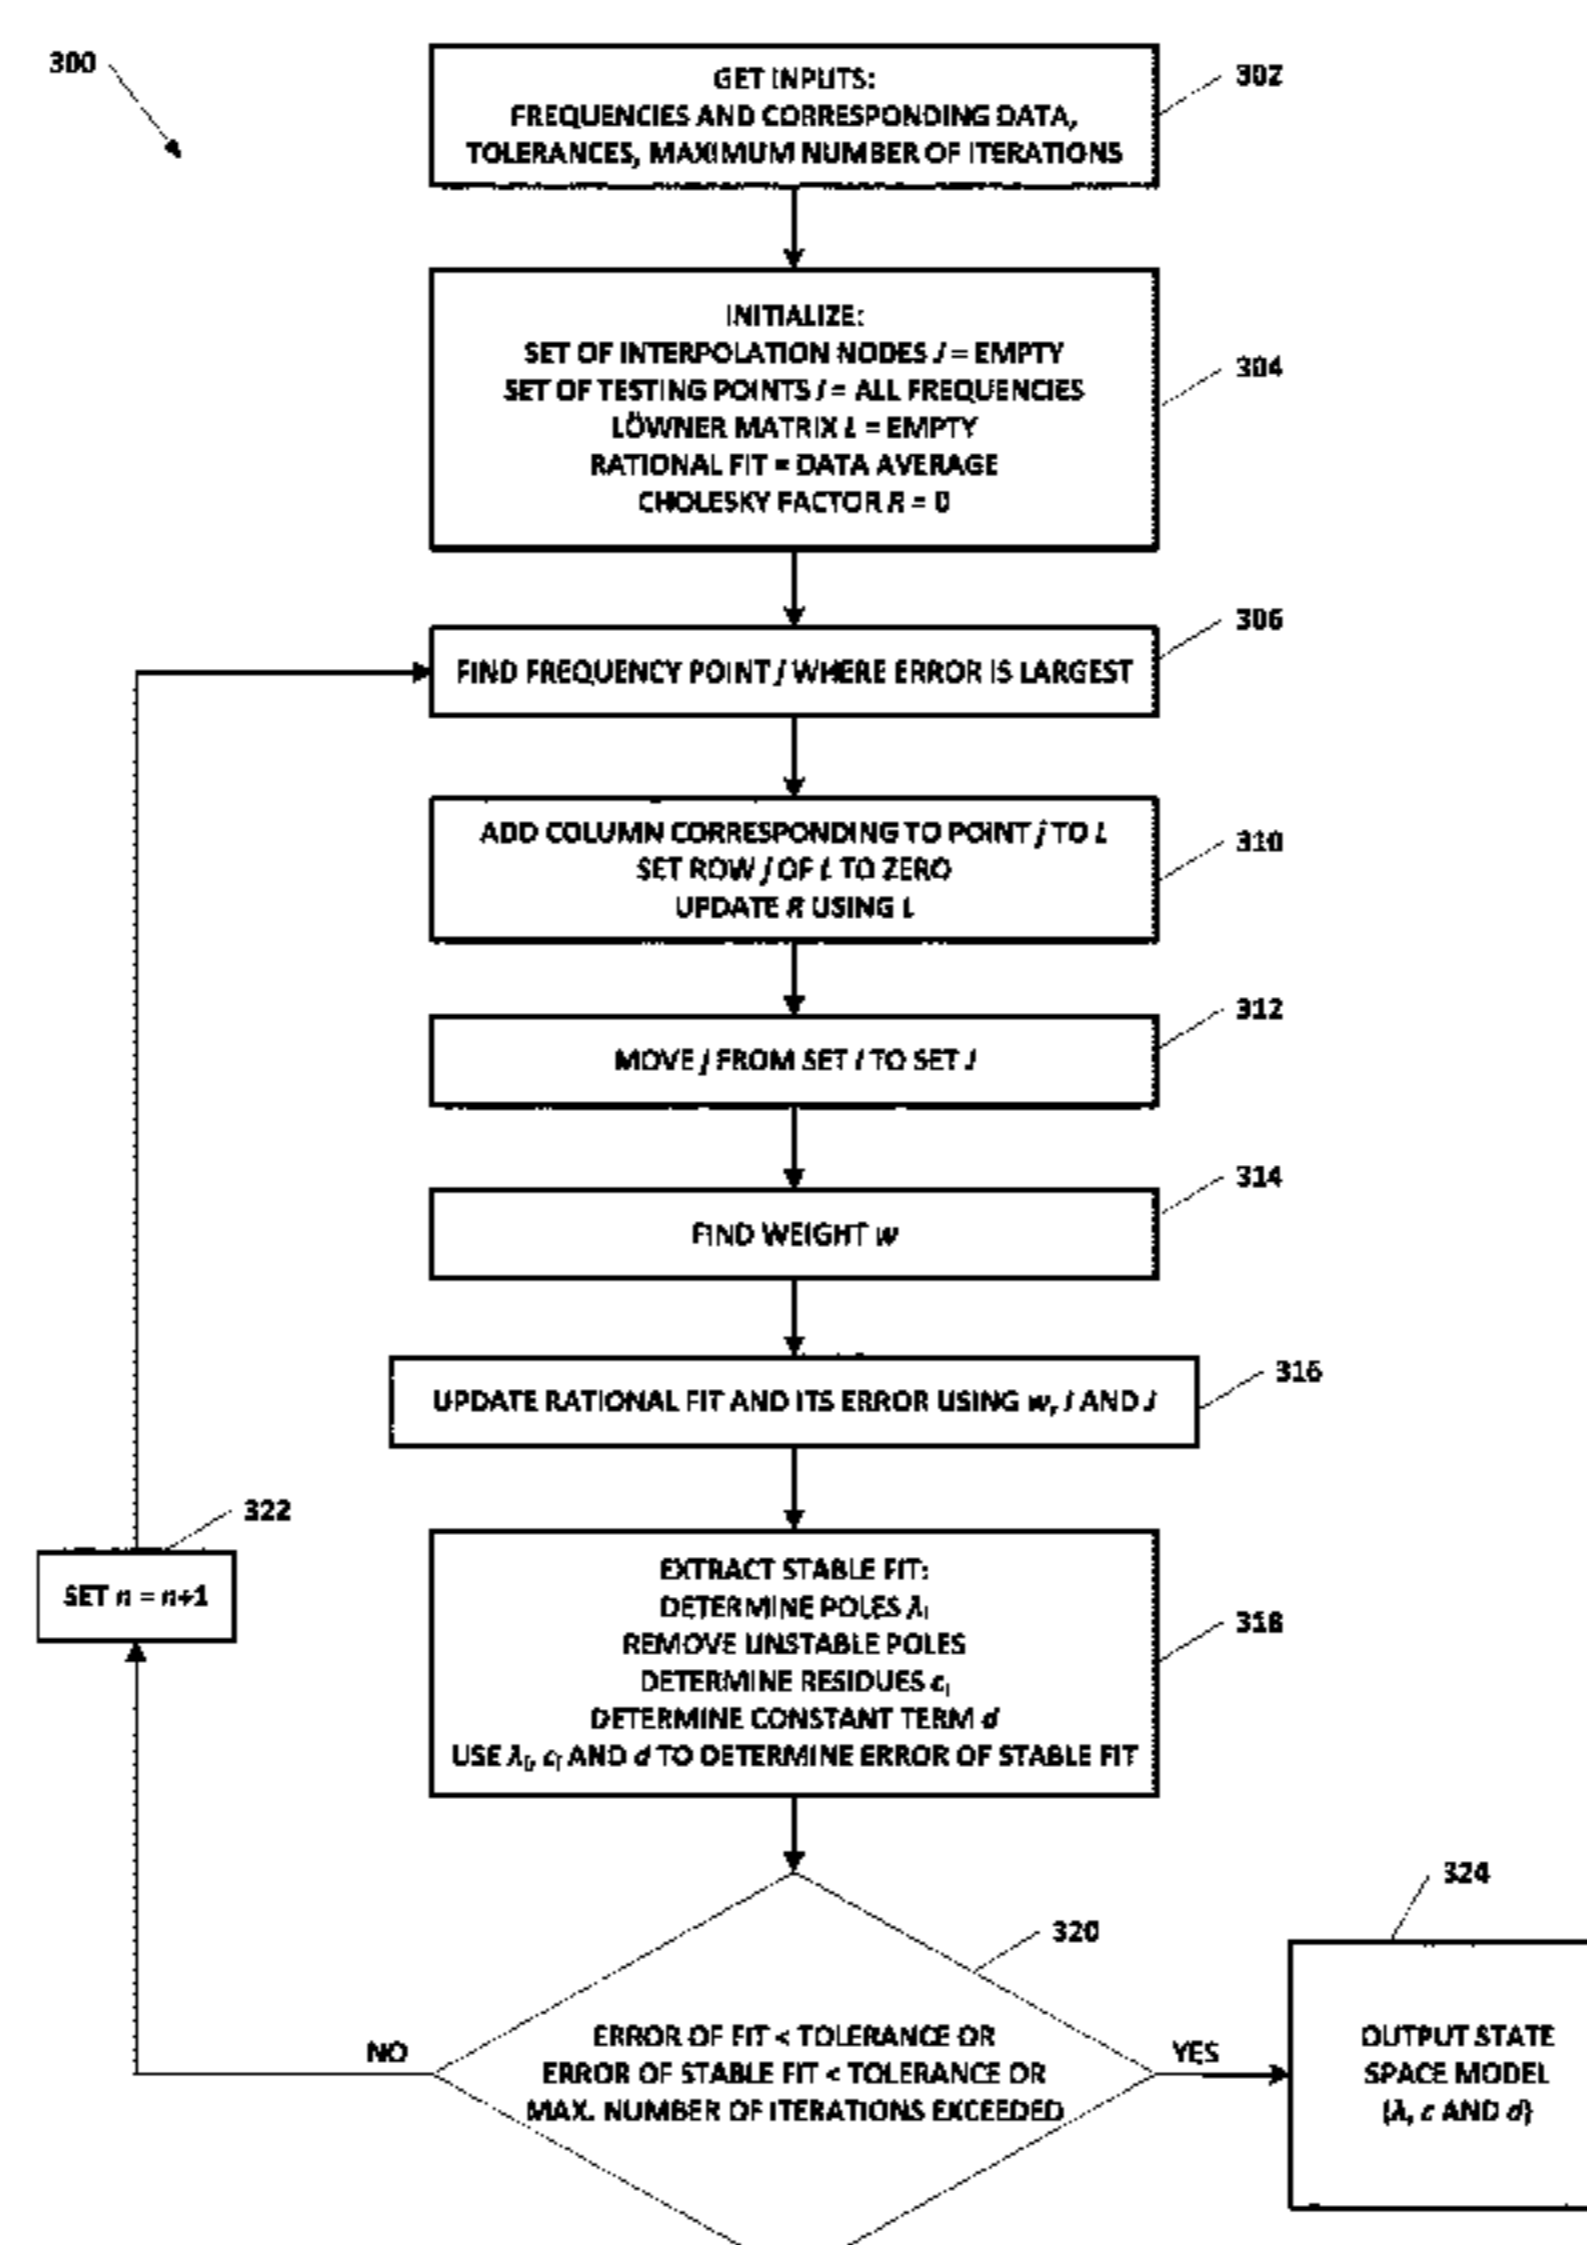 300
302
GET INPUTS:
FREQUENCIES AND CORRESPONDING DATA,
TOLERANCES, MAXIMUM NUMBER OF ITERATIONS
304
INITIALIZE:
SET OF INTERPOLATION NODES J = EMPTY
SET OF TESTING POINTS I = ALL FREQUENCIES
LÖWNER MATRIX L = EMPTY
RATIONAL FIT = DATA AVERAGE
CHOLESKY FACTOR R = 0
306
FIND FREQUENCY POINT j WHERE ERROR IS LARGEST
310
ADD COLUMN CORRESPONDING TO POINT j TO L
SET ROW j OF L TO ZERO
UPDATE R USING L
312
MOVE j FROM SET I TO SET J
314
FIND WEIGHT w
316
UPDATE RATIONAL FIT AND ITS ERROR USING w, I AND J
322
SET n = n+1
318
EXTRACT STABLE FIT:
DETERMINE POLES λᵢ
REMOVE UNSTABLE POLES
DETERMINE RESIDUES cᵢ
DETERMINE CONSTANT TERM d
USE λᵢ, cᵢ AND d TO DETERMINE ERROR OF STABLE FIT
320
ERROR OF FIT < TOLERANCE OR
ERROR OF STABLE FIT < TOLERANCE OR
MAX. NUMBER OF ITERATIONS EXCEEDED
NO
YES
324
OUTPUT STATE
SPACE MODEL
(λ, c AND d)